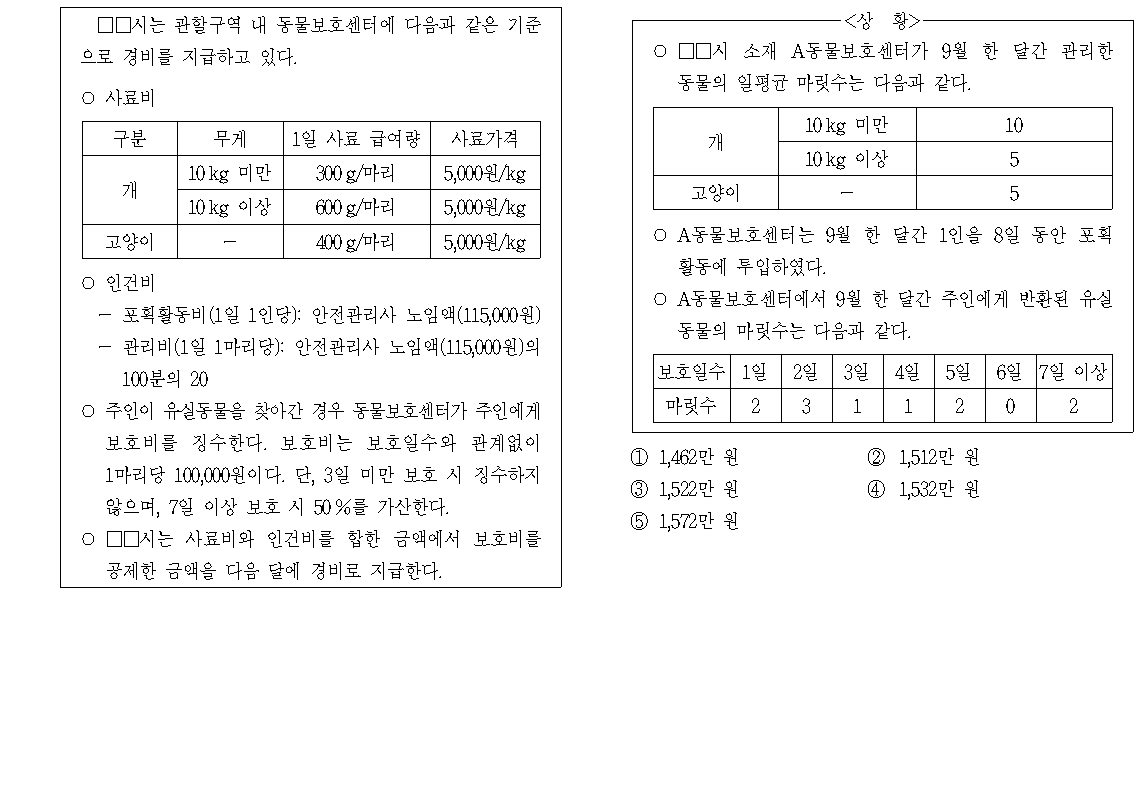 □□시는 관할구역 내 동물보호센터에 다음과 같은 기준
으로 경비를 지급하고 있다.
○ 사료비
구분 무게 1일 사료 급여량 사료가격
개 10 kg 미만 300 g/마리 5,000원/kg
10 kg 이상 600 g/마리 5,000원/kg
고양이 － 400 g/마리 5,000원/kg
○ 인건비
－ 포획활동비(1일 1인당): 안전관리사 노임액(115,000원)
－ 관리비(1일 1마리당): 안전관리사 노임액(115,000원)의
100분의 20
○ 주인이 유실동물을 찾아간 경우 동물보호센터가 주인에게
보호비를 징수한다. 보호비는 보호일수와 관계없이
1마리당 100,000원이다. 단, 3일 미만 보호 시 징수하지
않으며, 7일 이상 보호 시 50 %를 가산한다.
○ □□시는 사료비와 인건비를 합한 금액에서 보호비를
공제한 금액을 다음 달에 경비로 지급한다.
<상 황>
○ □□시 소재 A동물보호센터가 9월 한 달간 관리한
동물의 일평균 마릿수는 다음과 같다.
개 10 kg 미만 10
10 kg 이상 5
고양이 － 5
○ A동물보호센터는 9월 한 달간 1인을 8일 동안 포획
활동에 투입하였다.
○ A동물보호센터에서 9월 한 달간 주인에게 반환된 유실
동물의 마릿수는 다음과 같다.
보호일수 1일 2일 3일 4일 5일 6일 7일 이상
마릿수 2 3 1 1 2 0 2
① 1,462만 원 ② 1,512만 원
③ 1,522만 원 ④ 1,532만 원
⑤ 1,572만 원